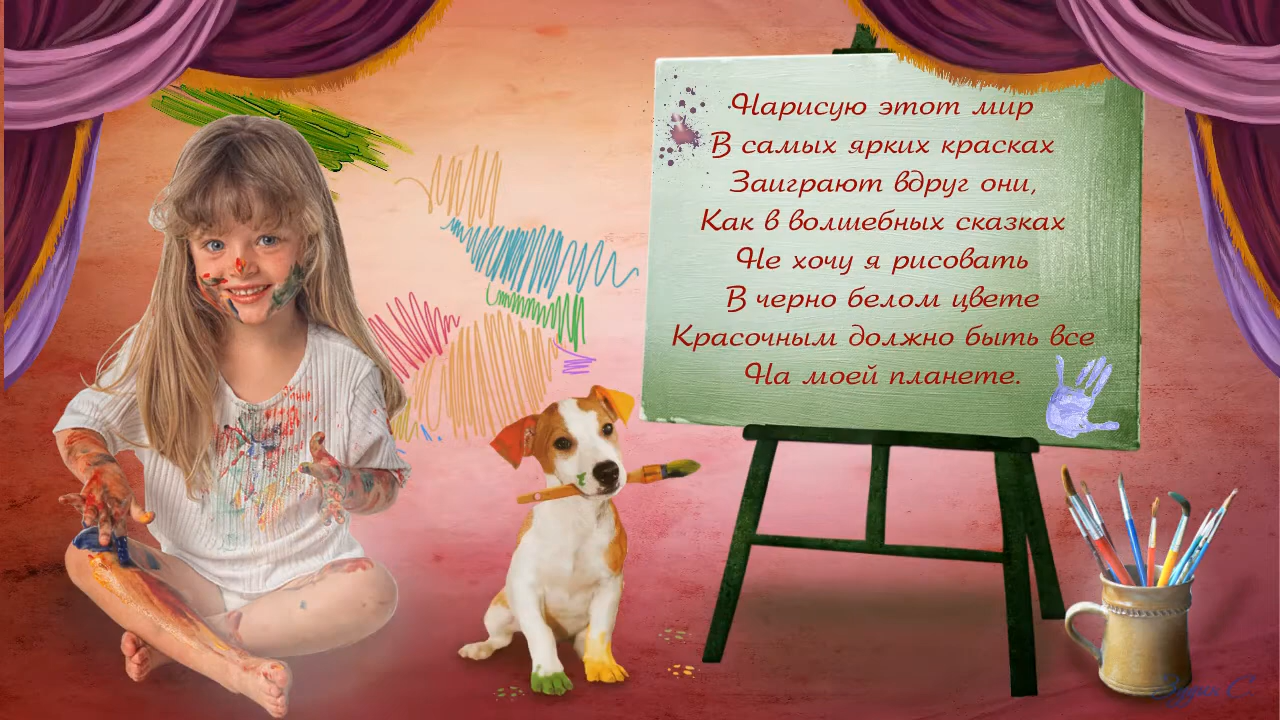 Нарисую этот мир
В самых ярких красках
Заиграют вдруг они,
Как в волшебных сказках
Не хочу я рисовать
В черно белом цвете
Красочным должно быть все
На моей планете.